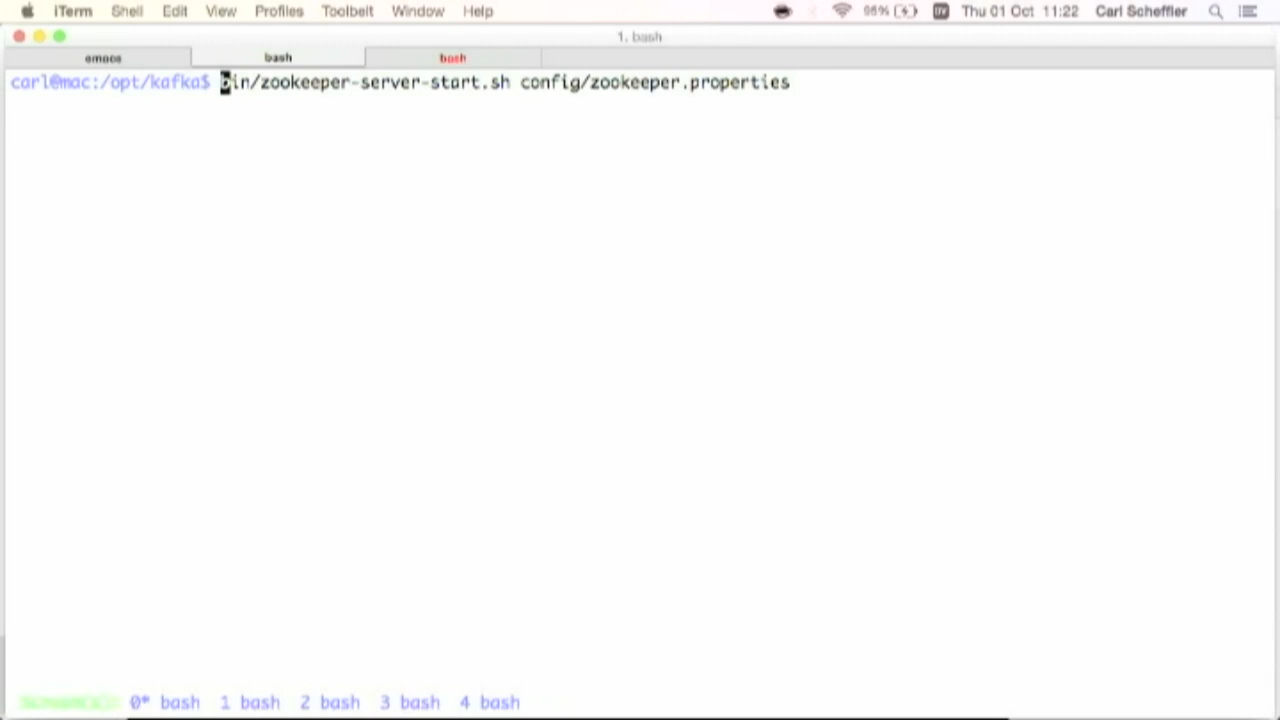 iTerm Shell Edit View Profiles Toolbelt Window Help Thu 01 Oct 11:22 Carl Scheffler
1. bash
emacs bash bash
carl@mac:/opt/kafka$ bin/zookeeper-server-start.sh config/zookeeper.properties
0* bash 1 bash 2 bash 3 bash 4 bash